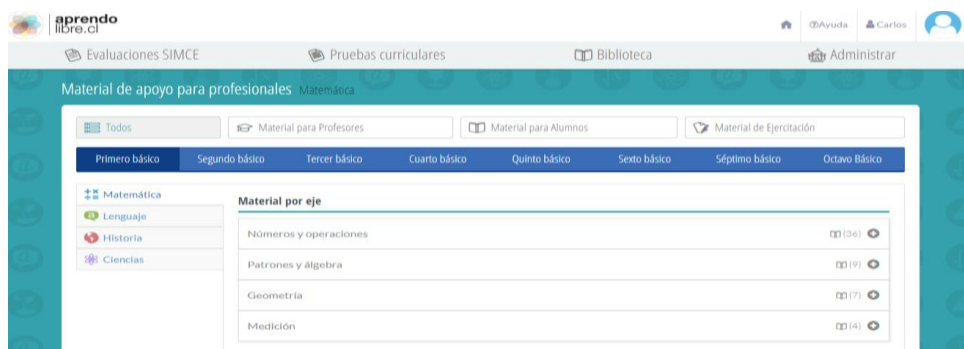 aprendo
libre.cl
?Ayuda
Carlos
Evaluaciones SIMCE
Pruebas curriculares
Biblioteca
Administrar
Material de apoyo para profesionales Matemática
Todos
Material para Profesores
Material para Alumnos
Material de Ejercitación
Primero básico
Segundo básico
Tercer básico
Cuarto básico
Quinto básico
Sexto básico
Séptimo básico
Octavo Básico
Matemática
Lenguaje
Historia
Ciencias
Material por eje
Números y operaciones (36)
Patrones y álgebra (9)
Geometría (7)
Medición (4)